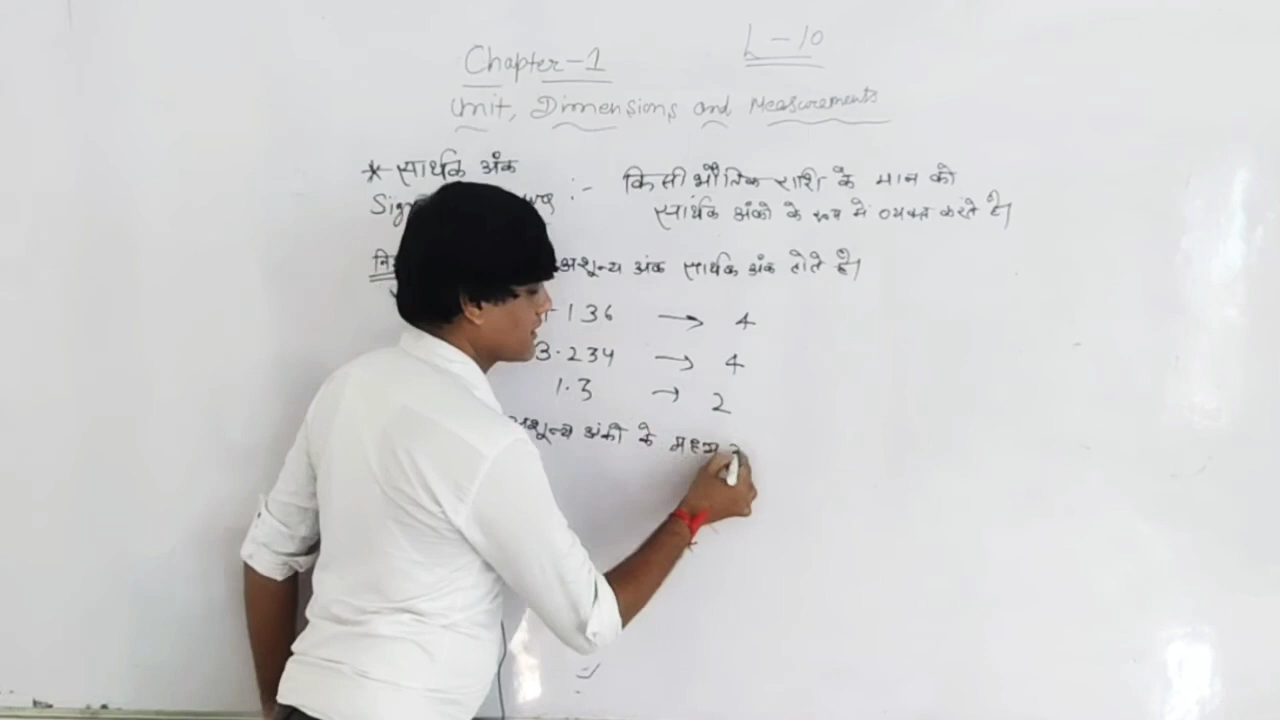 L-10
Chapter-1
Unit, Dimensions and Measurements
* सार्थक अंक :- किसी भौतिक राशि के मान को
सार्थक अंको के रूप में व्यक्त करते है।
अशून्य अंक सार्थक अंक होते है।
136 → 4
3.234 → 4
1.3 → 2
अशून्य अंको के मध्य